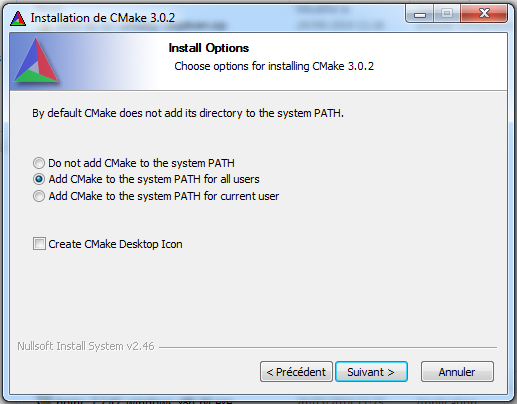 Installation de CMake 3.0.2
Install Options
Choose options for installing CMake 3.0.2
By default CMake does not add its directory to the system PATH.
Do not add CMake to the system PATH
Add CMake to the system PATH for all users
Add CMake to the system PATH for current user
Create CMake Desktop Icon
Nullsoft Install System v2.46
< Précédent
Suivant >
Annuler